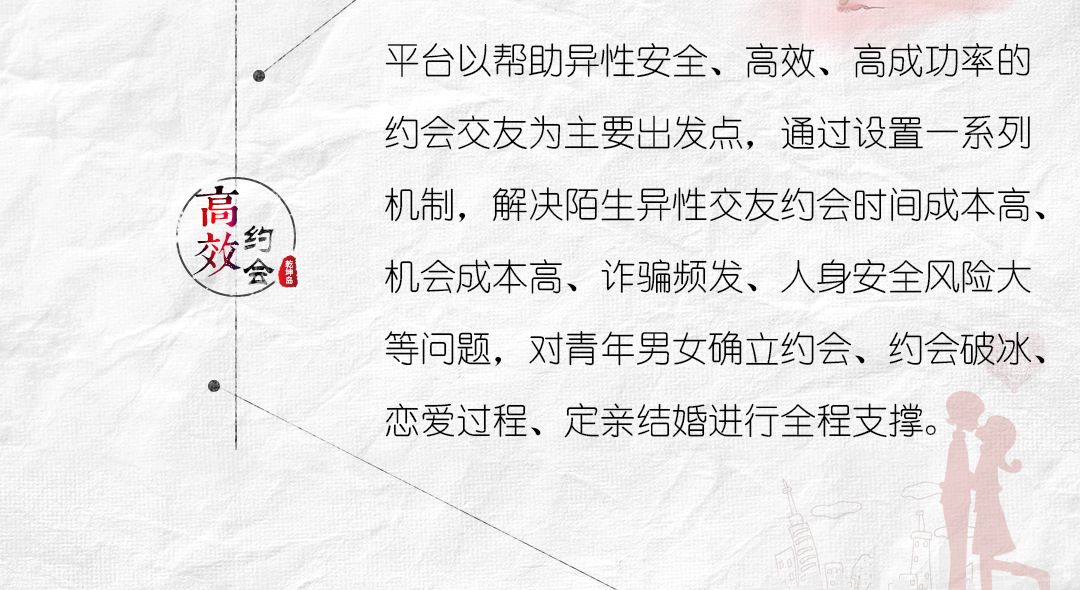 平台以帮助异性安全、高效、高成功率的
约会交友为主要出发点，通过设置一系列
机制，解决陌生异性交友约会时间成本高、
机会成本高、诈骗频发、人身安全风险大
等问题，对青年男女确立约会、约会破冰、
恋爱过程、定亲结婚进行全程支撑。
高效
约会
乾坤岛